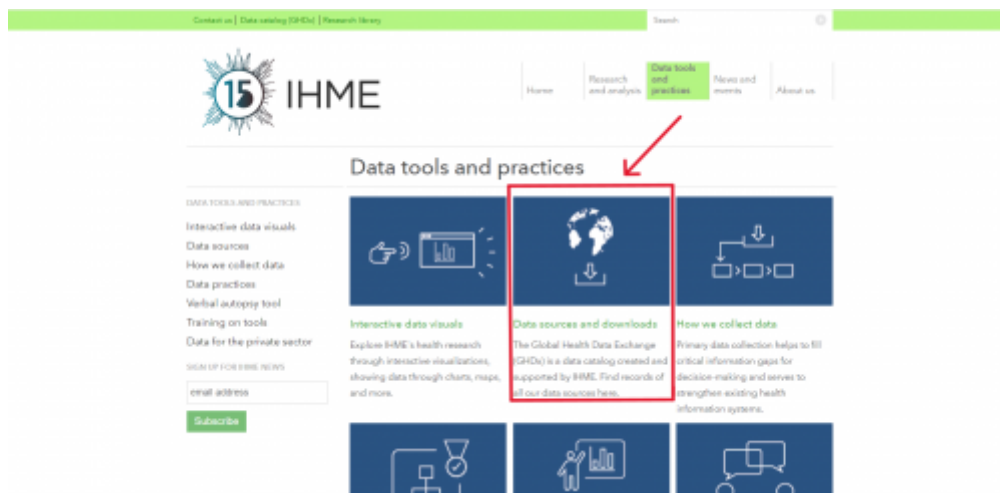 Contact us | Data catalog (GHDx) | Research library
Search
15 IHME
Home
Research and analysis
Data tools and practices
News and events
About us
Data tools and practices
DATA TOOLS AND PRACTICES
Interactive data visuals
Data sources
How we collect data
Data practices
Verbal autopsy tool
Training on tools
Data for the private sector
SIGN UP FOR IHME NEWS
email address
Subscribe
Interactive data visuals
Explore IHME's health research
through interactive visualizations,
showing data through charts, maps,
and more.
Data sources and downloads
The Global Health Data Exchange
(GHDx) is a data catalog created and
supported by IHME. Find records of
all our data sources here.
How we collect data
Primary data collection helps to fill
critical information gaps for
decision-making and serves to
strengthen existing health
information systems.